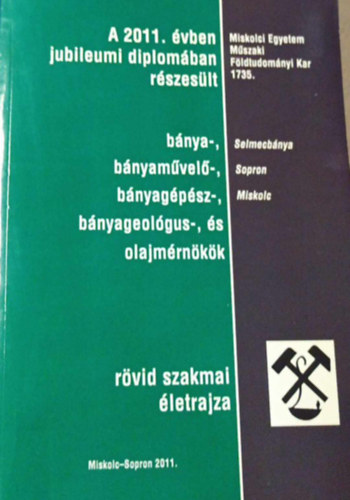 A 2011. évben
jubileumi diplomában
részesült
Miskolci Egyetem
Műszaki
Földtudományi Kar
1735.
bánya-,
bányaművelő-,
bányagépész-,
bányageológus-, és
olajmérnökök
Selmecbánya
Sopron
Miskolc
rövid szakmai
életrajza
Miskolc–Sopron 2011.